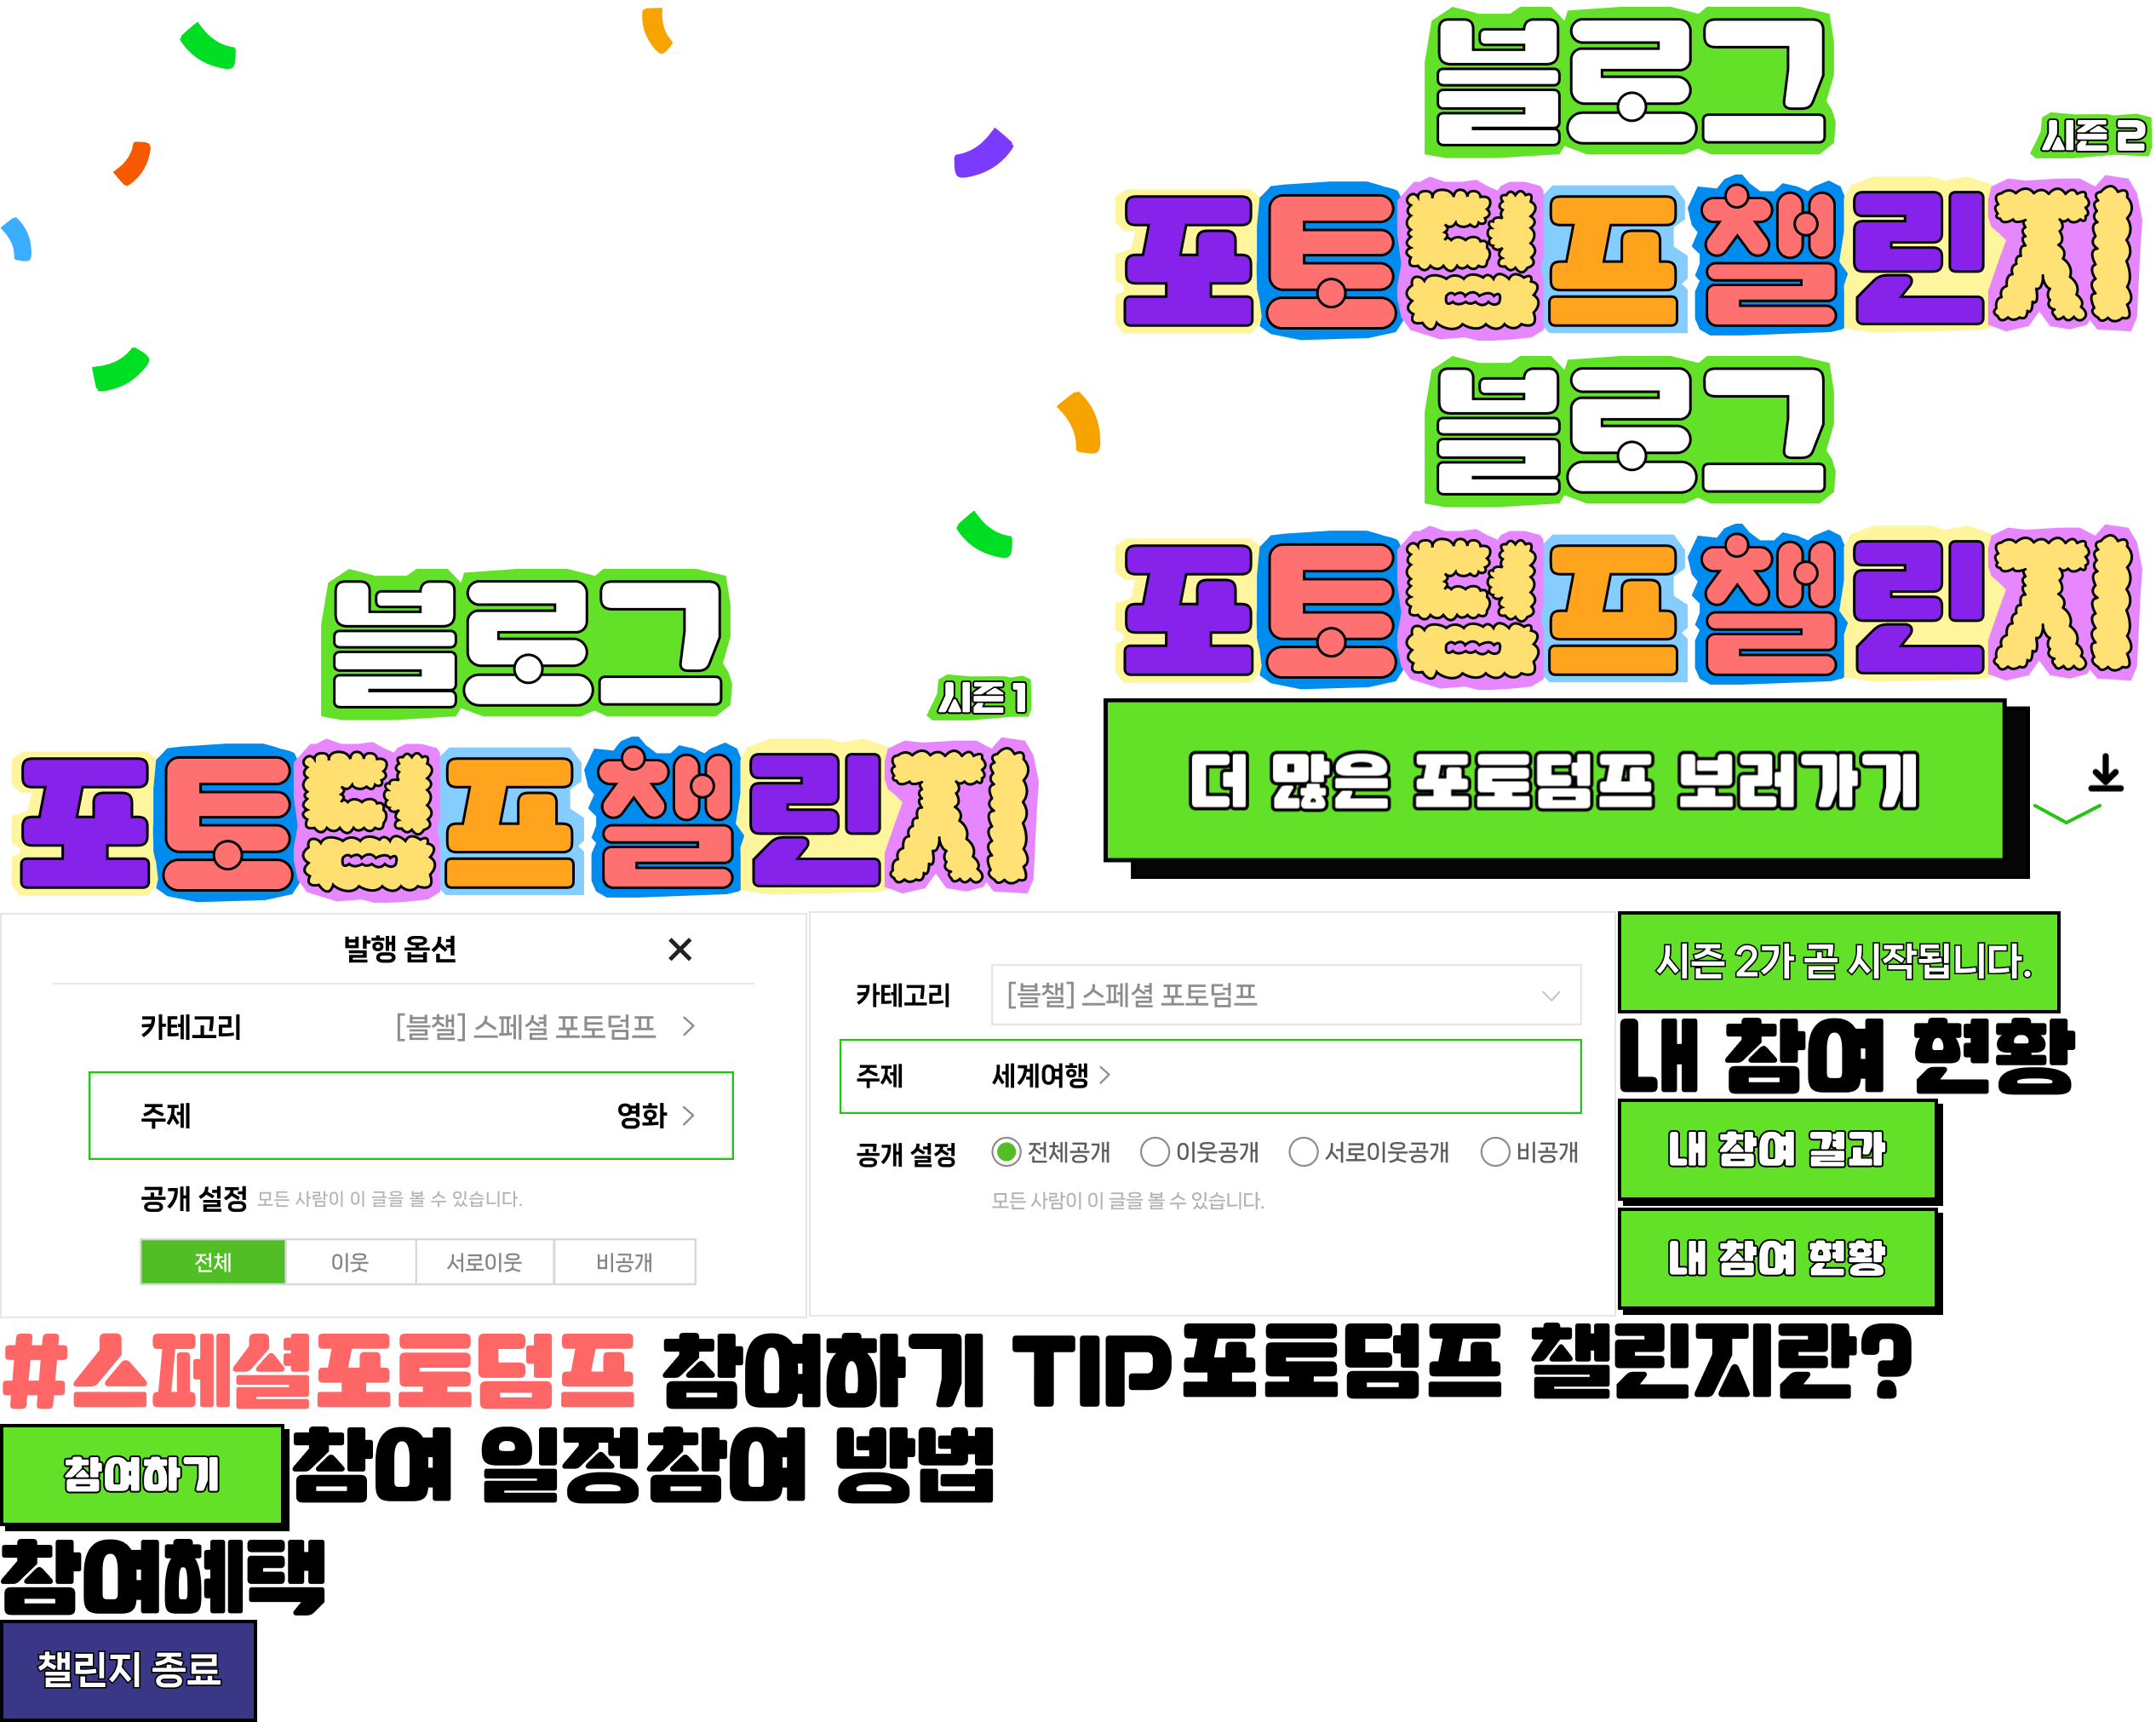 블로그
시즌 2
포토덤프챌린지
블로그
포토덤프챌린지
블로그
시즌 1
포토덤프챌린지
더 많은 포토덤프 보러가기
발행 옵션
카테고리 [블챌] 스페셜 포토덤프
주제 영화
공개 설정 모든 사람이 이 글을 볼 수 있습니다.
전체 이웃 서로이웃 비공개
카테고리 [블챌] 스페셜 포토덤프
주제 세계여행
공개 설정 전체공개 이웃공개 서로이웃공개 비공개
모든 사람이 이 글을 볼 수 있습니다.
시즌 2가 곧 시작됩니다.
내 참여 현황
내 참여 결과
내 참여 현황
#스페셜포토덤프 참여하기 TIP
포토덤프 챌린지란?
참여하기
참여 일정
참여 방법
참여혜택
챌린지 종료